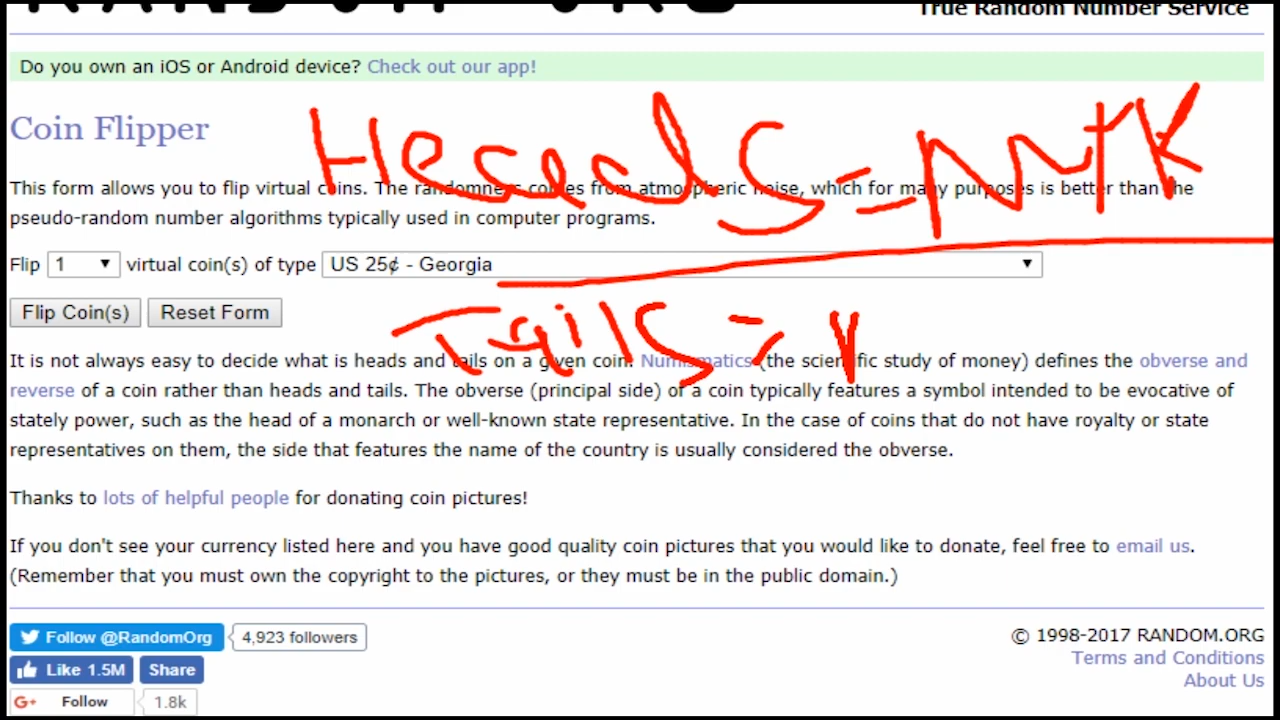 True Random Number Service
Do you own an iOS or Android device? Check out our app!
Coin Flipper
Heads=
This form allows you to flip virtual coins. The randomness comes from atmospheric noise, which for many purposes is better than the
pseudo-random number algorithms typically used in computer programs.
Flip 1 virtual coin(s) of type US 25¢ - Georgia
Flip Coin(s) Reset Form
Tails=
It is not always easy to decide what is heads and tails on a given coin. Numismatics (the scientific study of money) defines the obverse and
reverse of a coin rather than heads and tails. The obverse (principal side) of a coin typically features a symbol intended to be evocative of
stately power, such as the head of a monarch or well-known state representative. In the case of coins that do not have royalty or state
representatives on them, the side that features the name of the country is usually considered the obverse.
Thanks to lots of helpful people for donating coin pictures!
If you don't see your currency listed here and you have good quality coin pictures that you would like to donate, feel free to email us.
(Remember that you must own the copyright to the pictures, or they must be in the public domain.)
Follow @RandomOrg 4,923 followers
Like 1.5M Share
G+ Follow 1.8k
© 1998-2017 RANDOM.ORG
Terms and Conditions
About Us